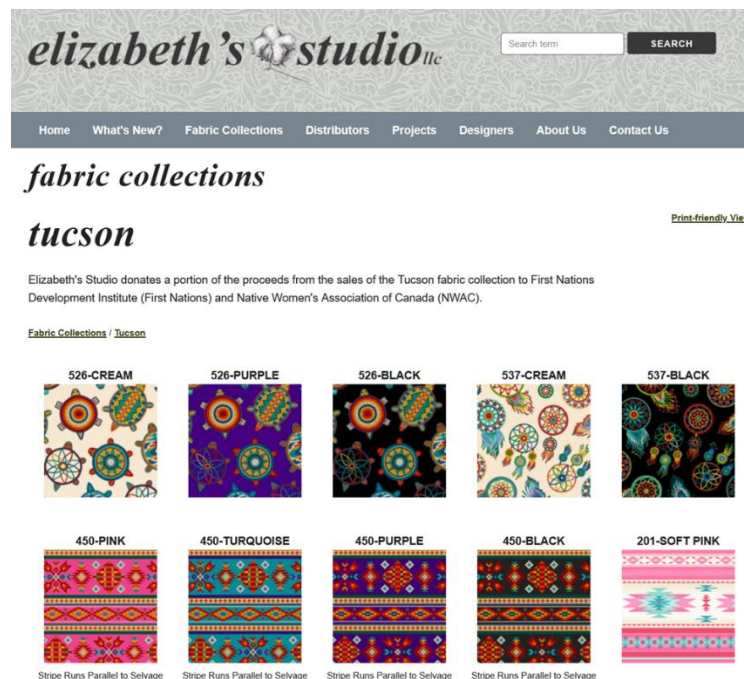 elizabeth's studio llc
Search term
SEARCH
Home What's New? Fabric Collections Distributors Projects Designers About Us Contact Us
fabric collections
tucson
Print-friendly Vie
Elizabeth's Studio donates a portion of the proceeds from the sales of the Tucson fabric collection to First Nations
Development Institute (First Nations) and Native Women's Association of Canada (NWAC).
Fabric Collections / Tucson
526-CREAM 526-PURPLE 526-BLACK 537-CREAM 537-BLACK
450-PINK 450-TURQUOISE 450-PURPLE 450-BLACK 201-SOFT PINK
Stripe Runs Parallel to Selvage Stripe Runs Parallel to Selvage Stripe Runs Parallel to Selvage Stripe Runs Parallel to Selvage